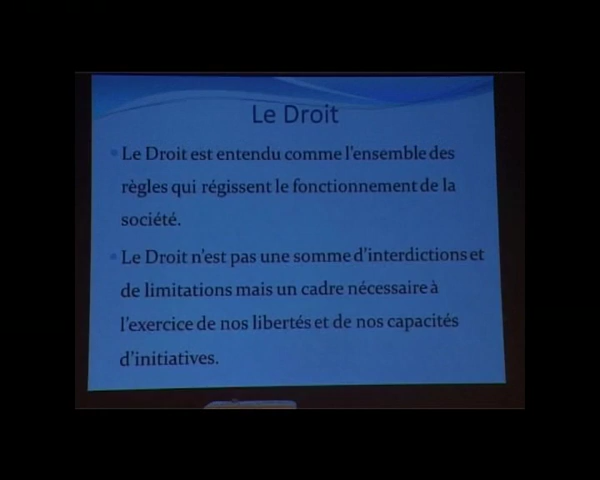 Le Droit
Le Droit est entendu comme l'ensemble des
règles qui régissent le fonctionnement de la
société.
Le Droit n'est pas une somme d'interdictions et
de limitations mais un cadre nécessaire à
l'exercice de nos libertés et de nos capacités
d'initiatives.